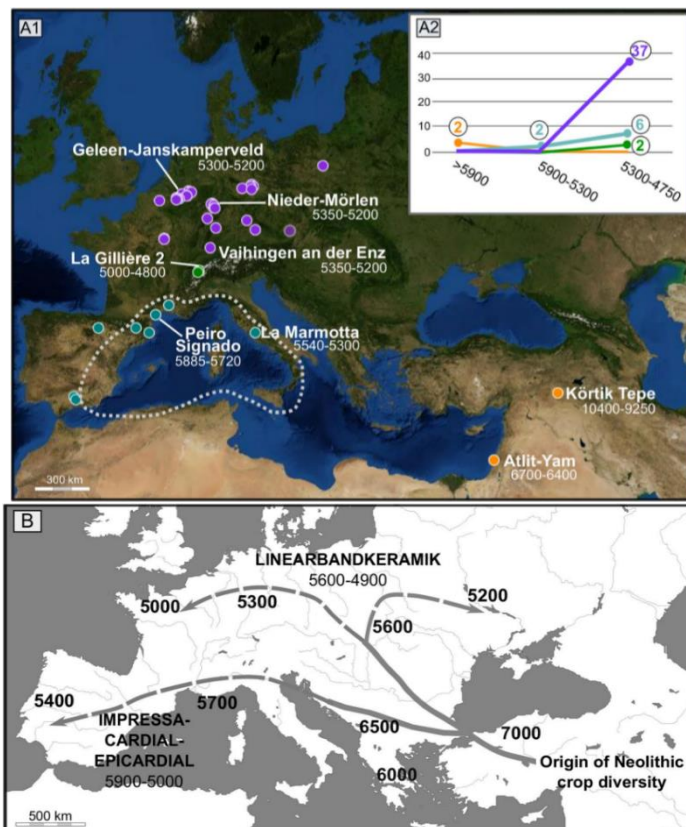 A1
A2
40
30
20
10
0
2
2
37
6
2
>5900
5900-5300
5300-4750
Geleen-Janskamperveld
5300-5200
Nieder-Mörlen
5350-5200
La Gillière 2
5000-4800
Vaihingen an der Enz
5350-5200
Peiro
Signado
5885-5720
La Marmotta
5540-5300
Körtik Tepe
10400-9250
Atlit-Yam
6700-6400
300 km
B
LINEARBANDKERAMIK
5600-4900
5000
5300
5200
5600
5400
5700
IMPRESSA-
CARDIAL-
EPICARDIAL
5900-5000
6500
7000
6000
Origin of Neolithic
crop diversity
500 km